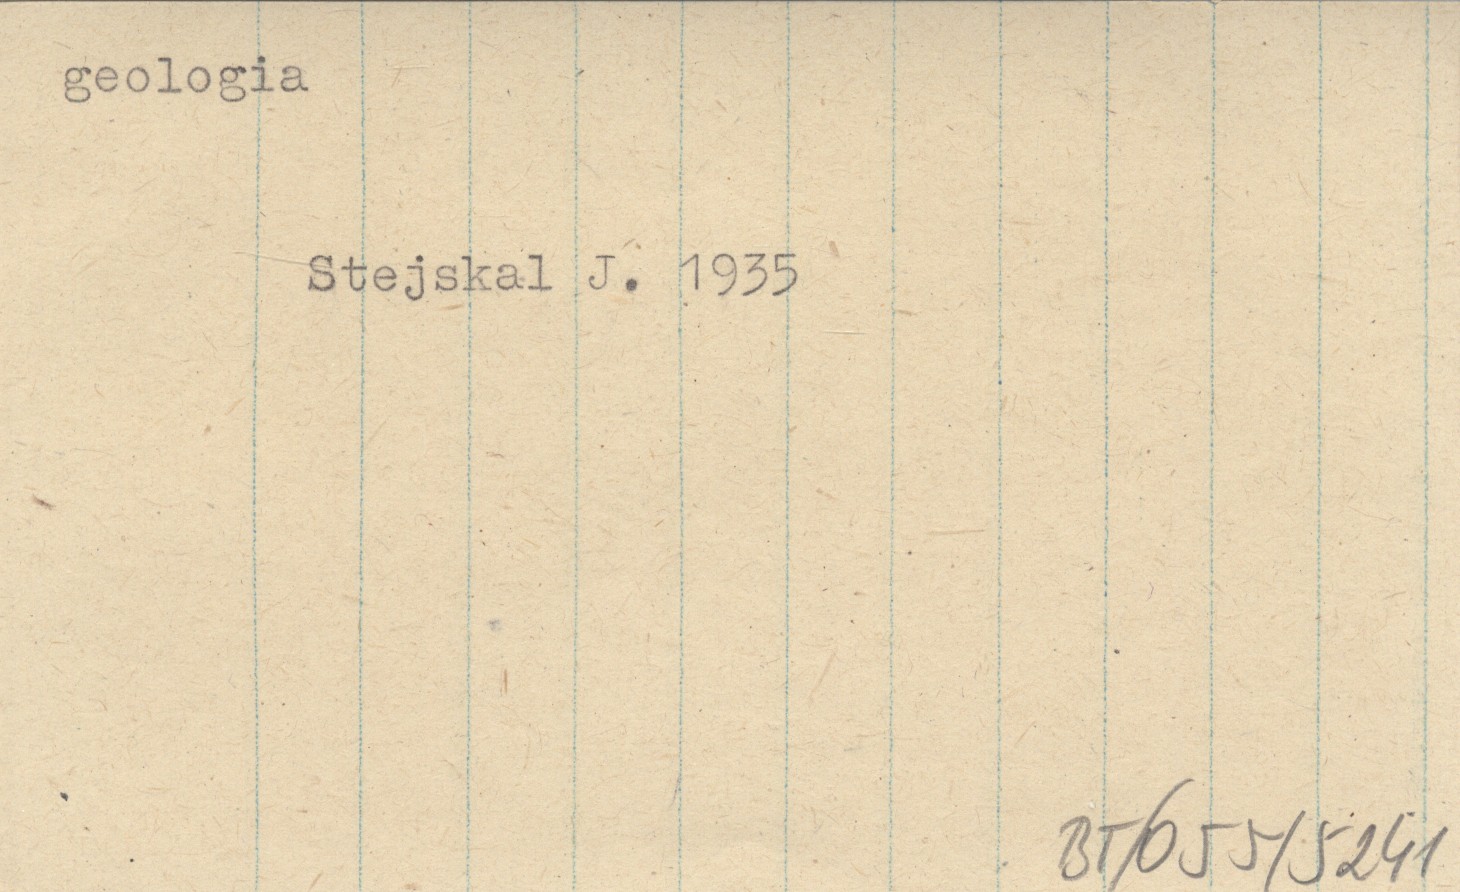 geologia
Stejskal J. 1935
BT/655/5241